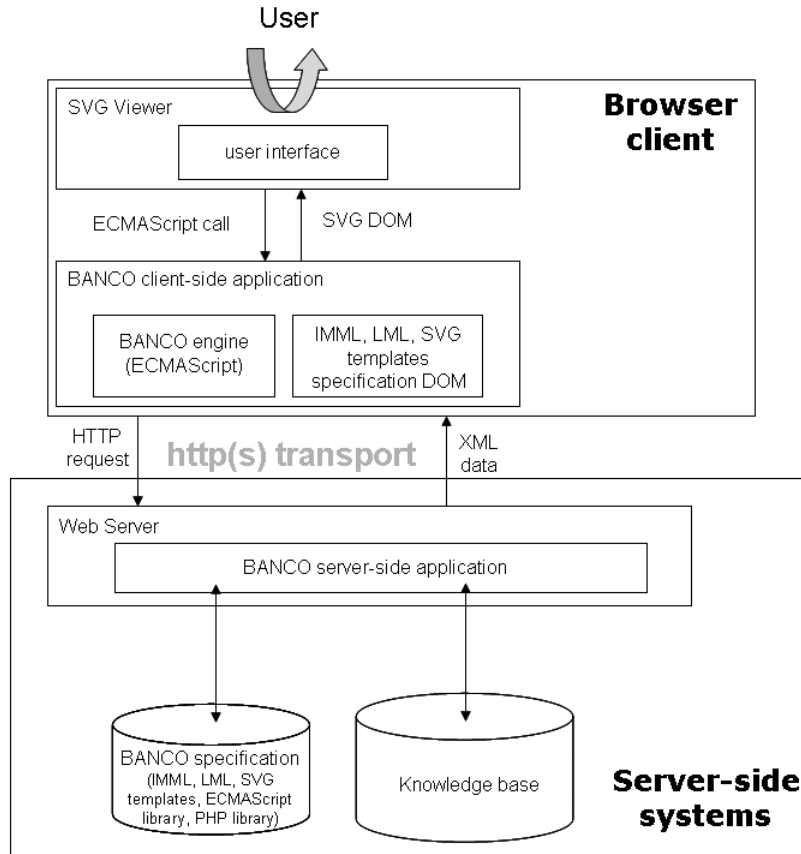 User
SVG Viewer
Browser
client
user interface
ECMAScript call
SVG DOM
BANCO client-side application
BANCO engine
(ECMAScript)
IMML, LML, SVG
templates
specification DOM
HTTP
request
http(s) transport
XML
data
Web Server
BANCO server-side application
BANCO specification
(IMML, LML, SVG
templates, ECMAScript
library, PHP library)
Knowledge base
Server-side
systems